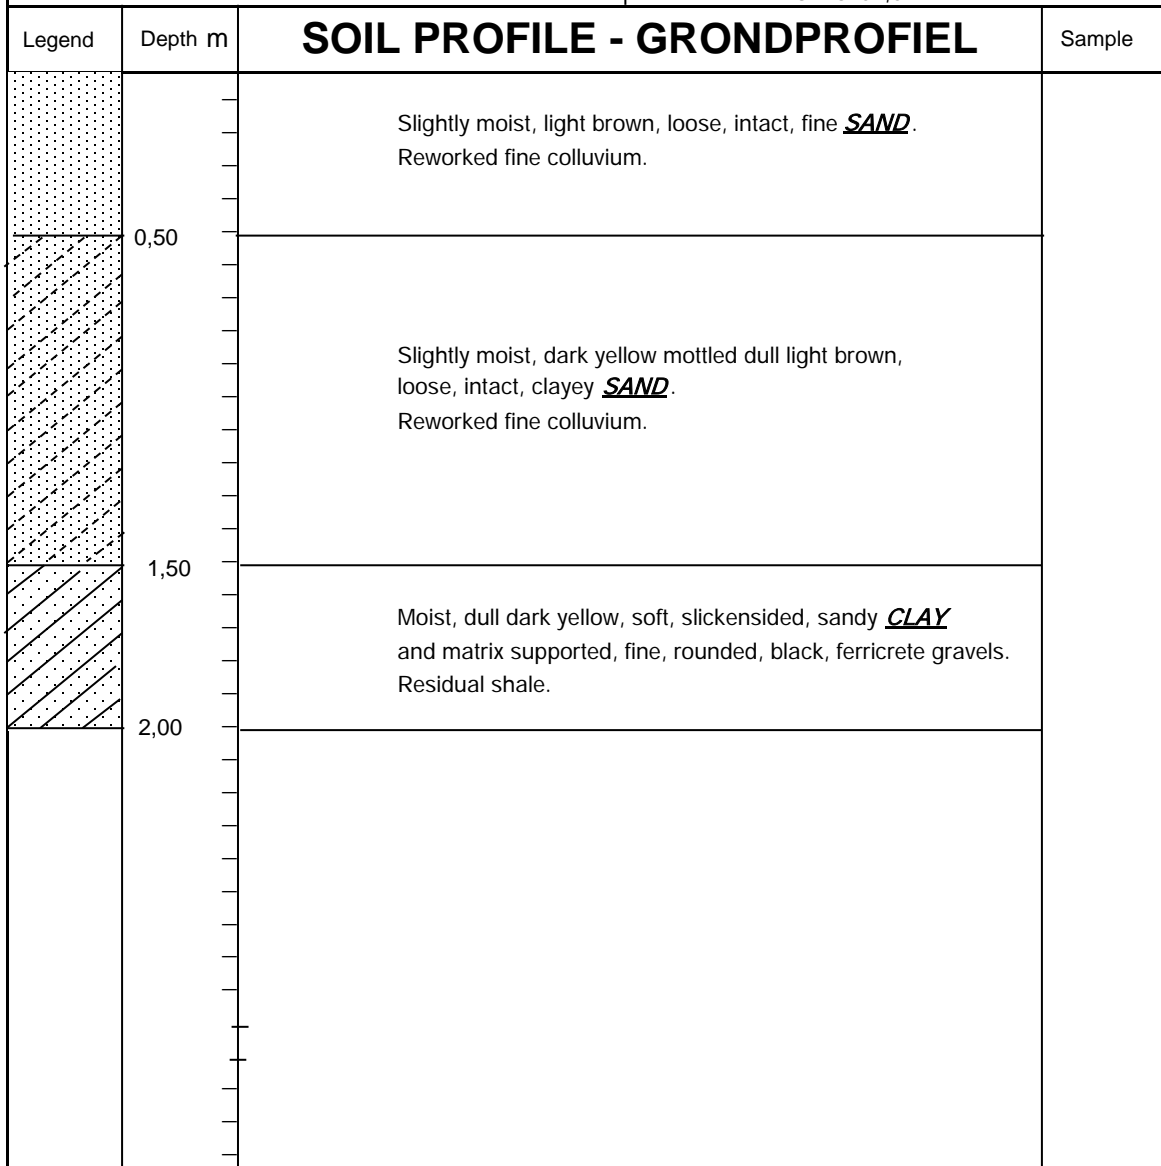 Legend
Depth m
SOIL PROFILE - GRONDPROFIEL
Sample
Slightly moist, light brown, loose, intact, fine SAND.
Reworked fine colluvium.
0,50
Slightly moist, dark yellow mottled dull light brown,
loose, intact, clayey SAND.
Reworked fine colluvium.
1,50
Moist, dull dark yellow, soft, slickensided, sandy CLAY
and matrix supported, fine, rounded, black, ferricrete gravels.
Residual shale.
2,00